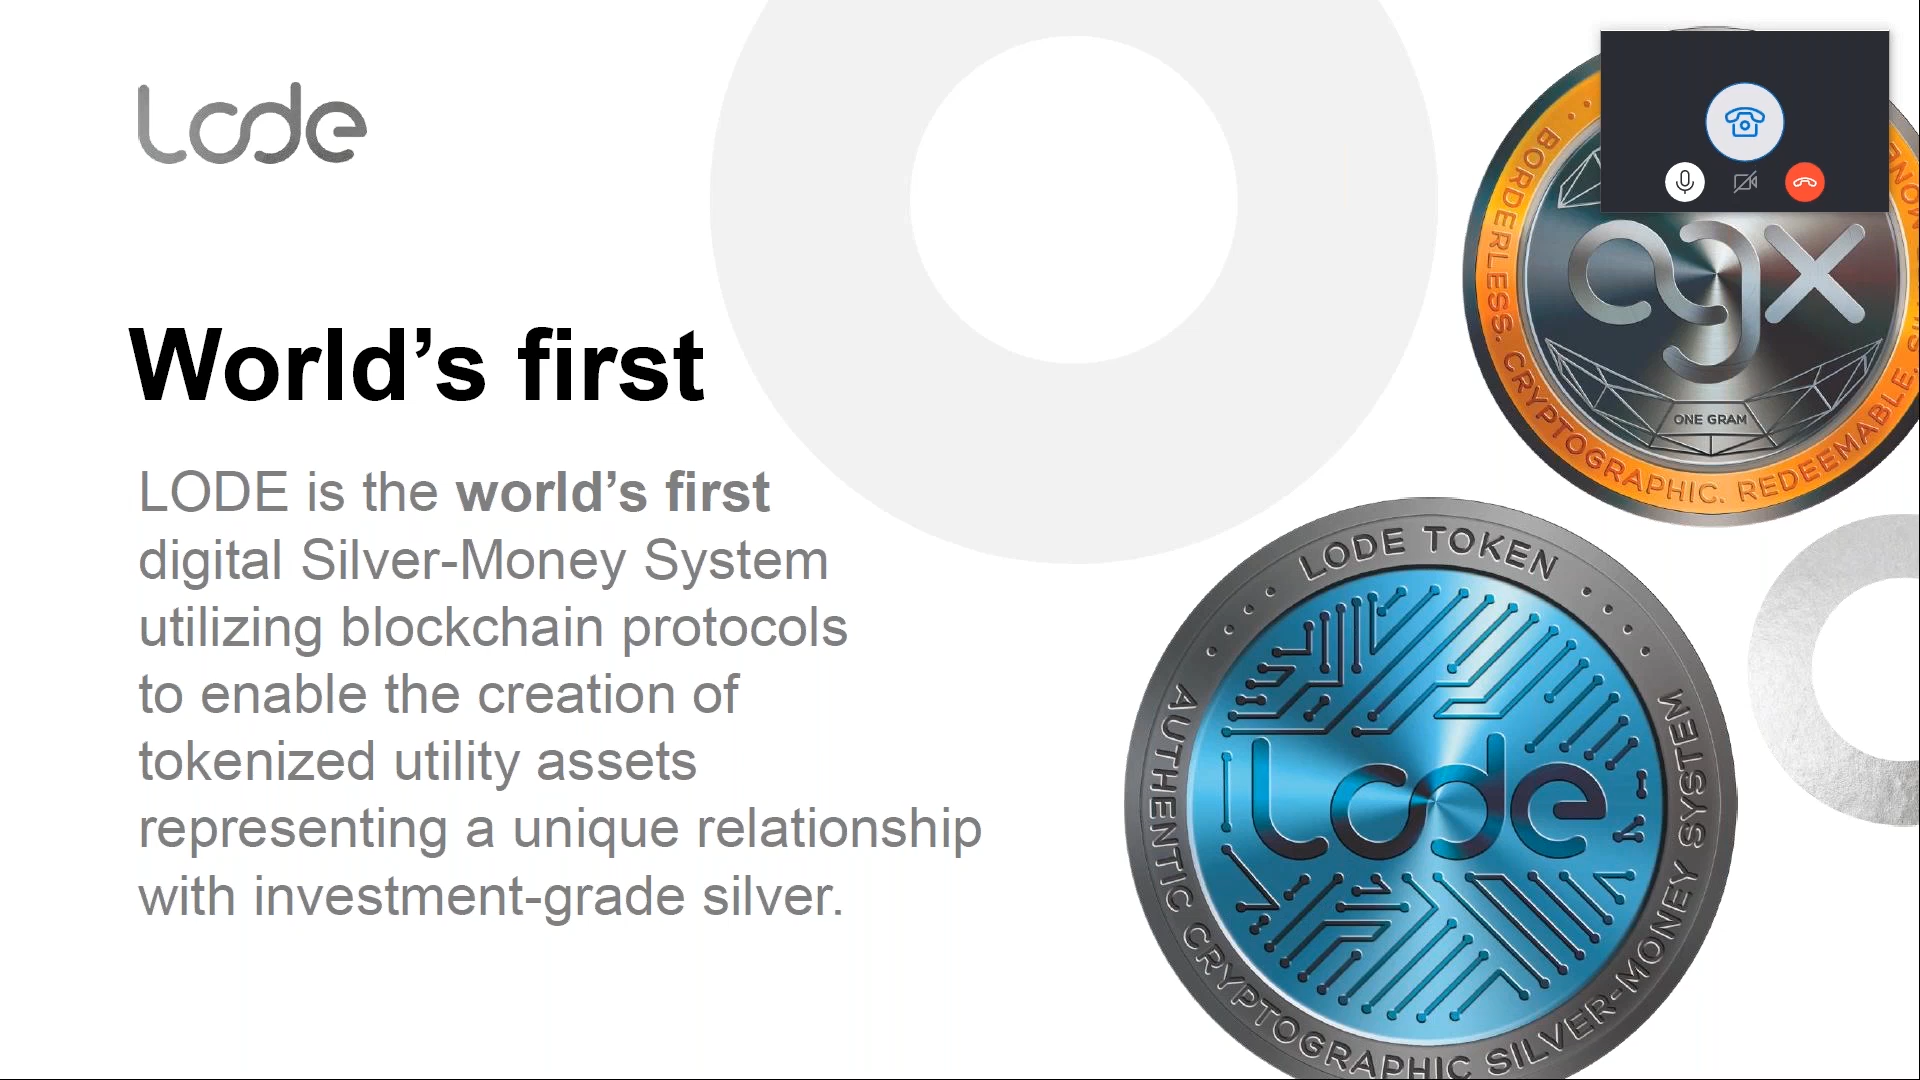 Lode
World’s first
LODE is the world’s first
digital Silver-Money System
utilizing blockchain protocols
to enable the creation of
tokenized utility assets
representing a unique relationship
with investment-grade silver.
BORDERLESS. CRYPTOGRAPHIC. REDEEMABLE.
agx
ONE GRAM
LODE TOKEN
Lode
AUTHENTIC CRYPTOGRAPHIC SILVER-MONEY SYSTEM